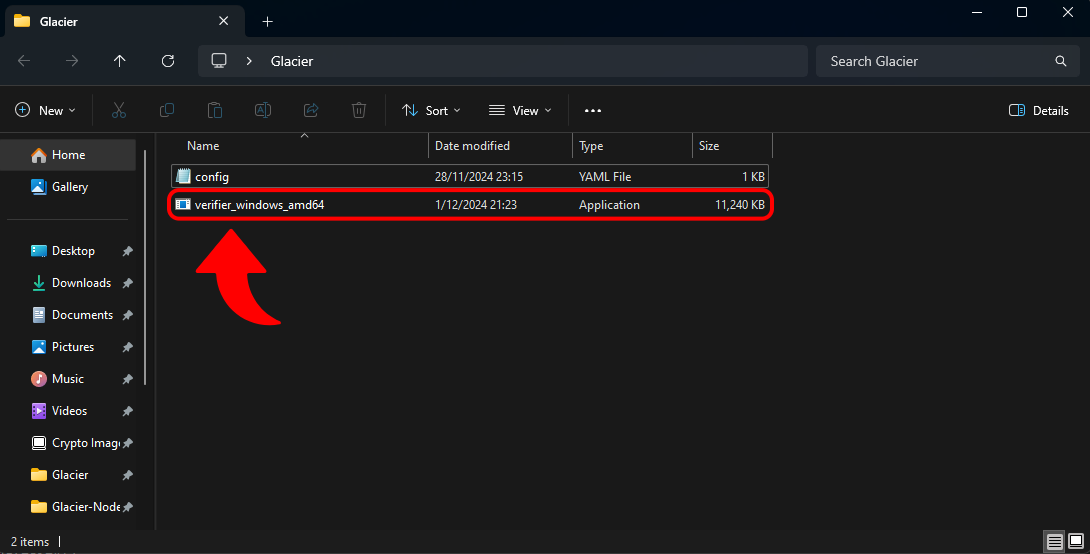 Glacier
Glacier
Search Glacier
New
Sort
View
Details
Name Date modified Type Size
config 28/11/2024 23:15 YAML File 1 KB
verifier_windows_amd64 1/12/2024 21:23 Application 11,240 KB
Home
Gallery
Desktop
Downloads
Documents
Pictures
Music
Videos
Crypto Imag
Glacier
Glacier-Node
2 items